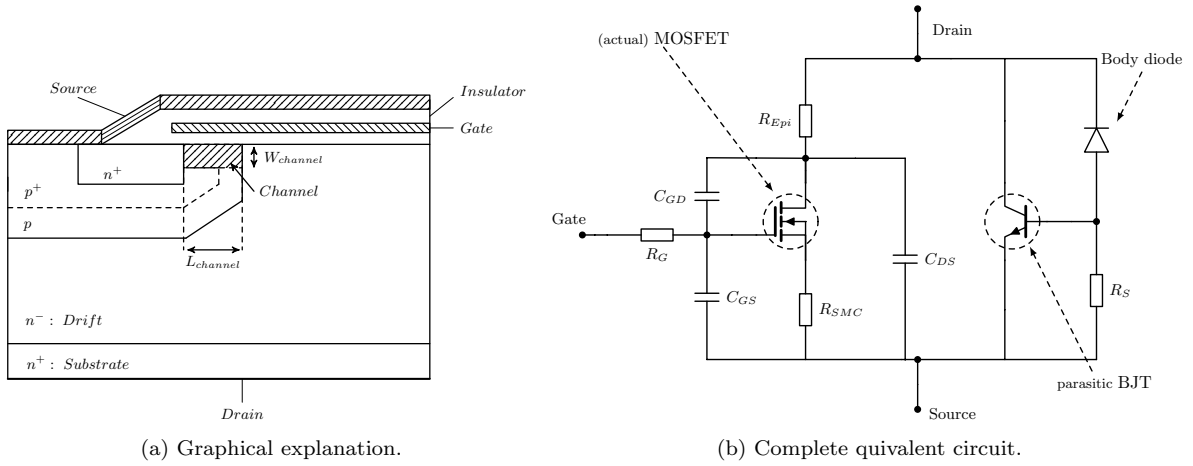 Source
Insulator
Gate
W_channel
n^+
Channel
p^+
p
L_channel
n^- : Drift
n^+ : Substrate
Drain
(a) Graphical explanation.
Drain
(actual) MOSFET
Body diode
R_Epi
C_GD
Gate
R_G
C_DS
C_GS
R_SMC
R_S
parasitic BJT
Source
(b) Complete quivalent circuit.